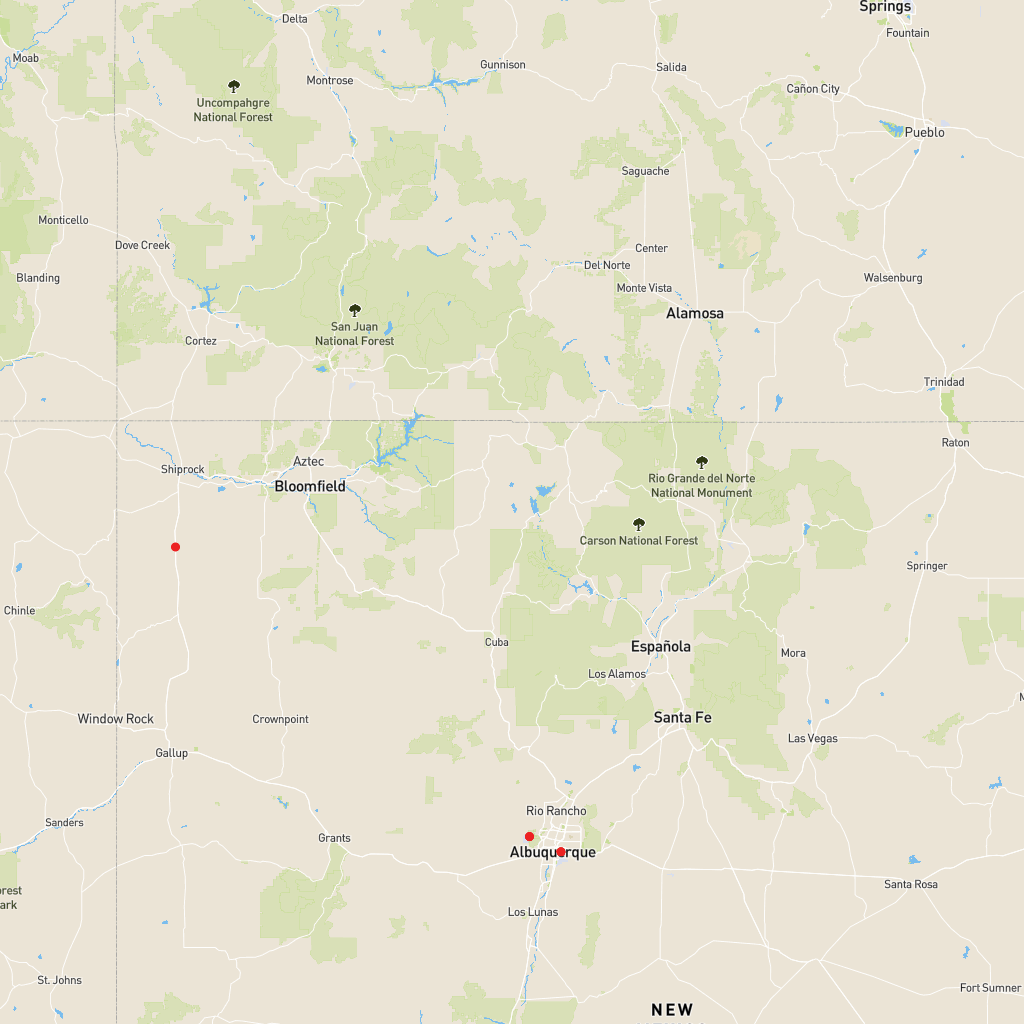 Springs
Delta
Fountain
Moab
Gunnison
Salida
Montrose
Cañon City
Uncompahgre
National Forest
Pueblo
Saguache
Monticello
Dove Creek
Center
Del Norte
Blanding
Walsenburg
Monte Vista
Alamosa
San Juan
National Forest
Cortez
Trinidad
Raton
Aztec
Shiprock
Rio Grande del Norte
National Monument
Bloomfield
Carson National Forest
Springer
Chinle
Cuba
Española
Mora
Los Alamos
Window Rock
Crownpoint
Santa Fe
Las Vegas
Gallup
Rio Rancho
Sanders
Grants
Albuquerque
Santa Rosa
orest
ark
Los Lunas
St. Johns
Fort Sumner
NEW